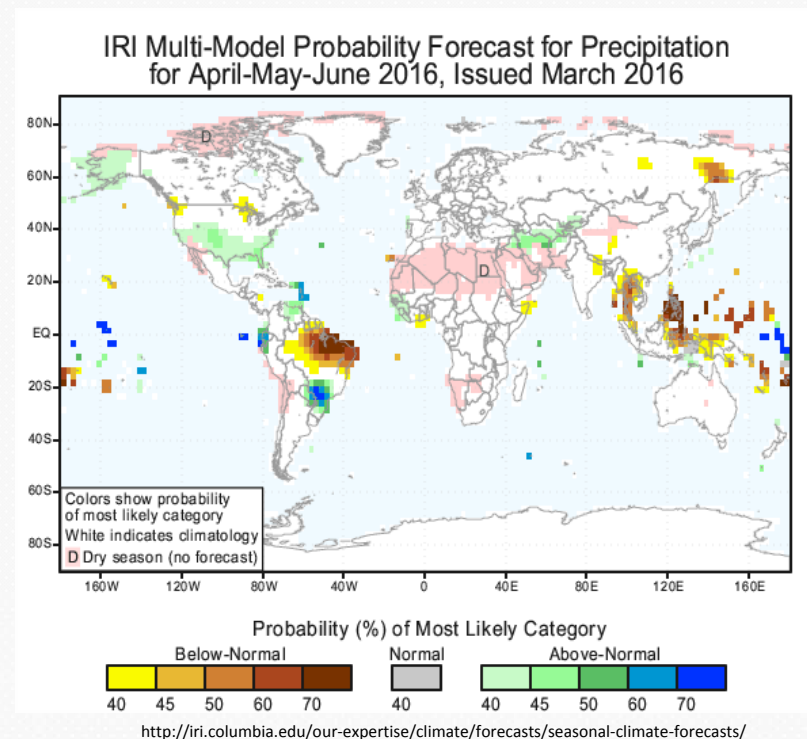 IRI Multi-Model Probability Forecast for Precipitation
for April-May-June 2016, Issued March 2016
80N
60N
40N
20N
EQ
20S
40S
60S
80S
D
D
Colors show probability
of most likely category
White indicates climatology
D Dry season (no forecast)
160W 120W 80W 40W 0 40E 80E 120E 160E
Probability (%) of Most Likely Category
Below-Normal Normal Above-Normal
40 45 50 60 70 40 40 45 50 60 70
http://iri.columbia.edu/our-expertise/climate/forecasts/seasonal-climate-forecasts/